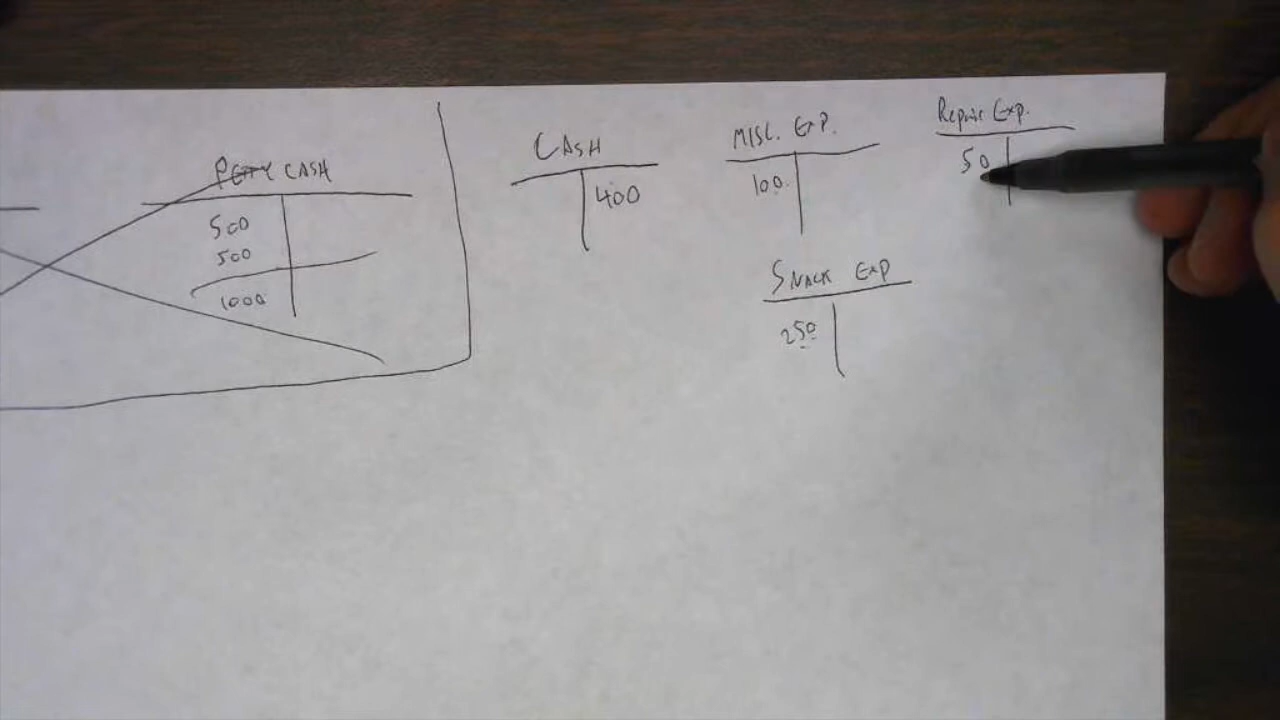 PETTY CASH
500
500
1000
CASH
400
MISC. EXP.
100
Repair Exp.
50
SNACK EXP
250